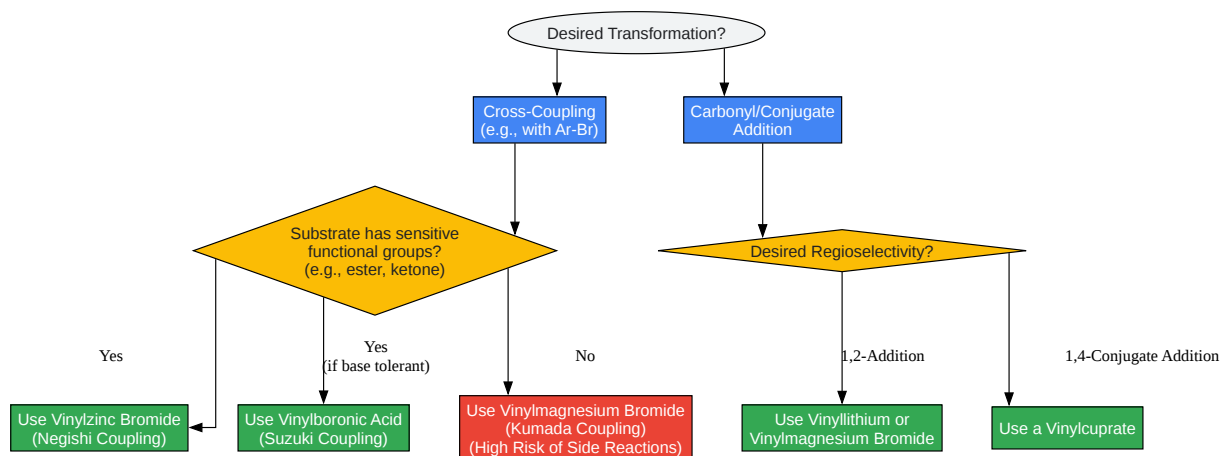 Desired Transformation?
Cross-Coupling
(e.g., with Ar-Br)
Carbonyl/Conjugate
Addition
Substrate has sensitive
functional groups?
(e.g., ester, ketone)
Desired Regioselectivity?
Yes
Yes
(if base tolerant)
No
1,2-Addition
1,4-Conjugate Addition
Use Vinylzinc Bromide
(Negishi Coupling)
Use Vinylboronic Acid
(Suzuki Coupling)
Use Vinylmagnesium Bromide
(Kumada Coupling)
(High Risk of Side Reactions)
Use Vinyllithium or
Vinylmagnesium Bromide
Use a Vinylcuprate